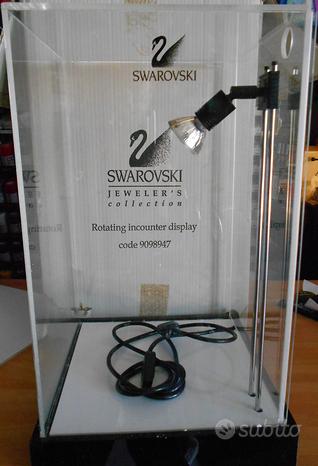 SWAROVSKI
SWAROVSKI
JEWELER'S
collection
Rotating incounter display
code 9098947
subito